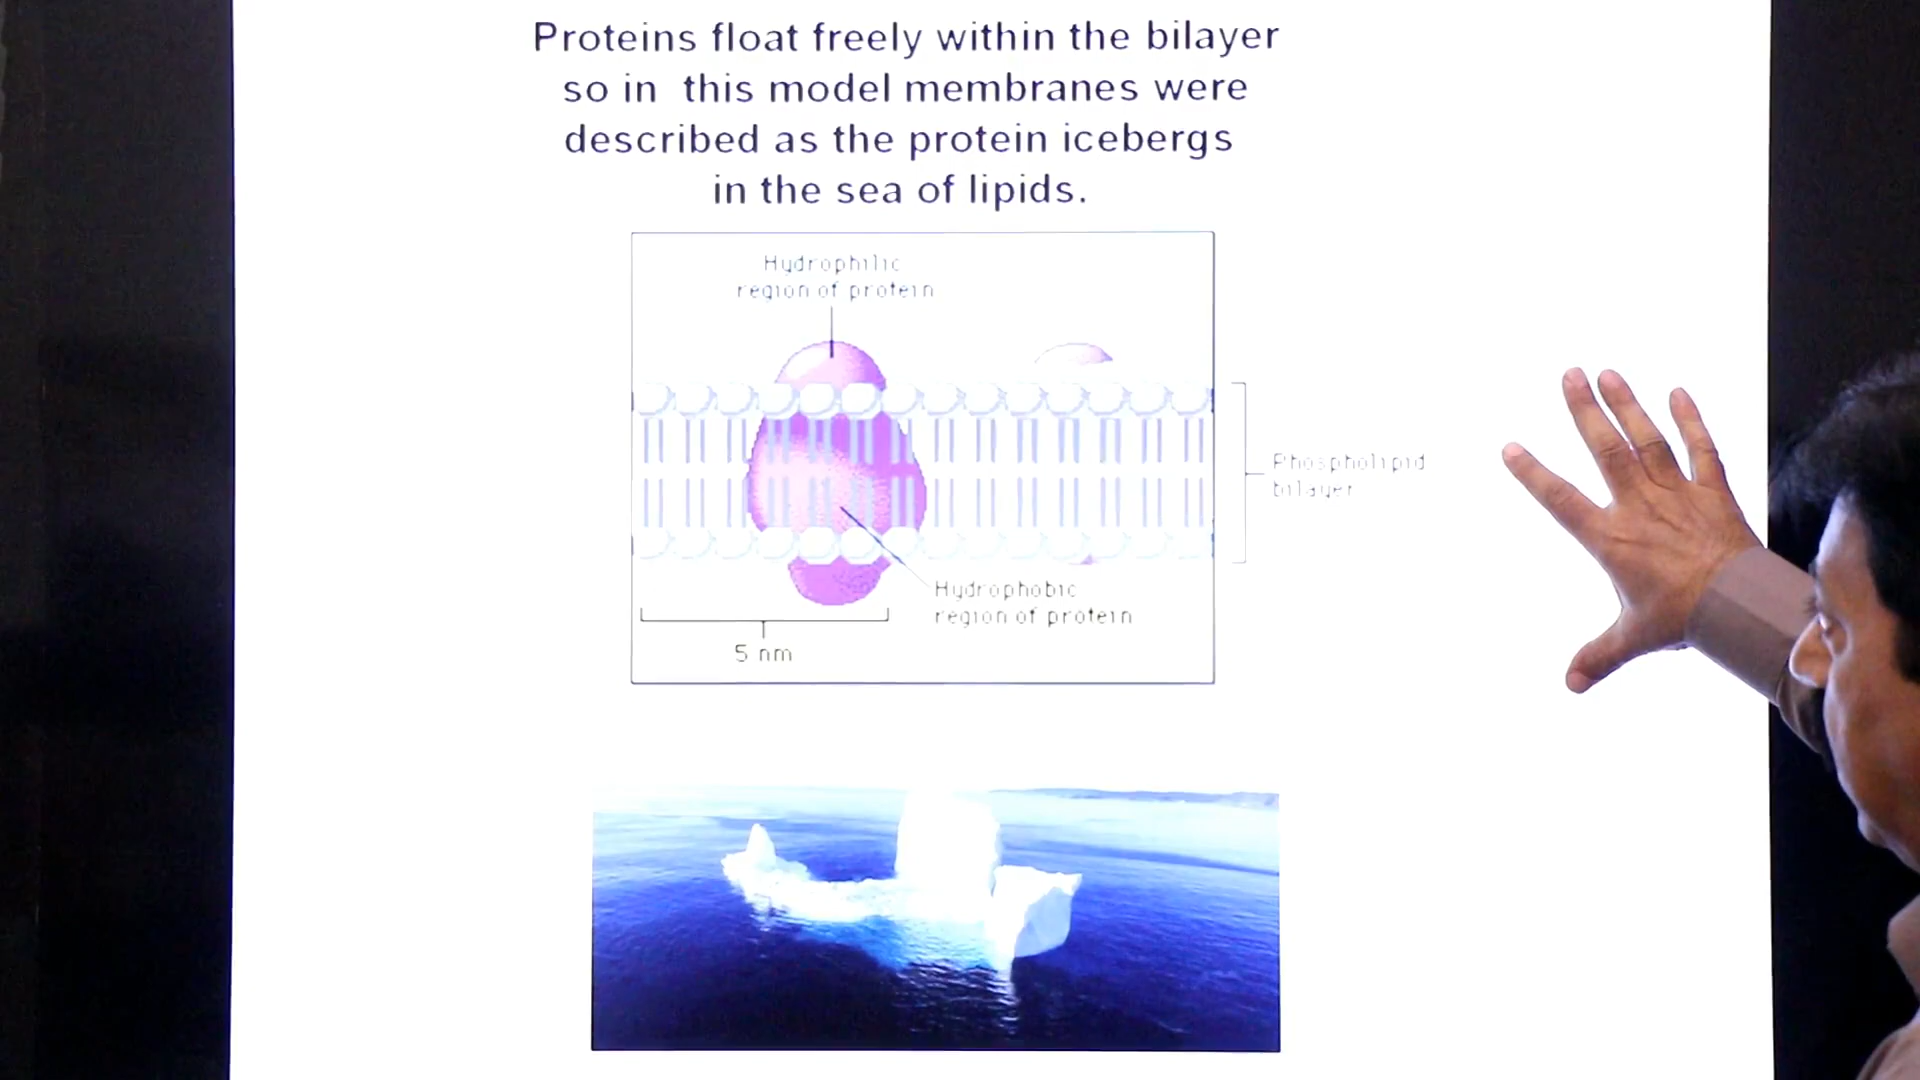 Proteins float freely within the bilayer
so in this model membranes were
described as the protein icebergs
in the sea of lipids.
Hydrophilic
region of protein
Phospholipid
bilayer
Hydrophobic
region of protein
5 nm